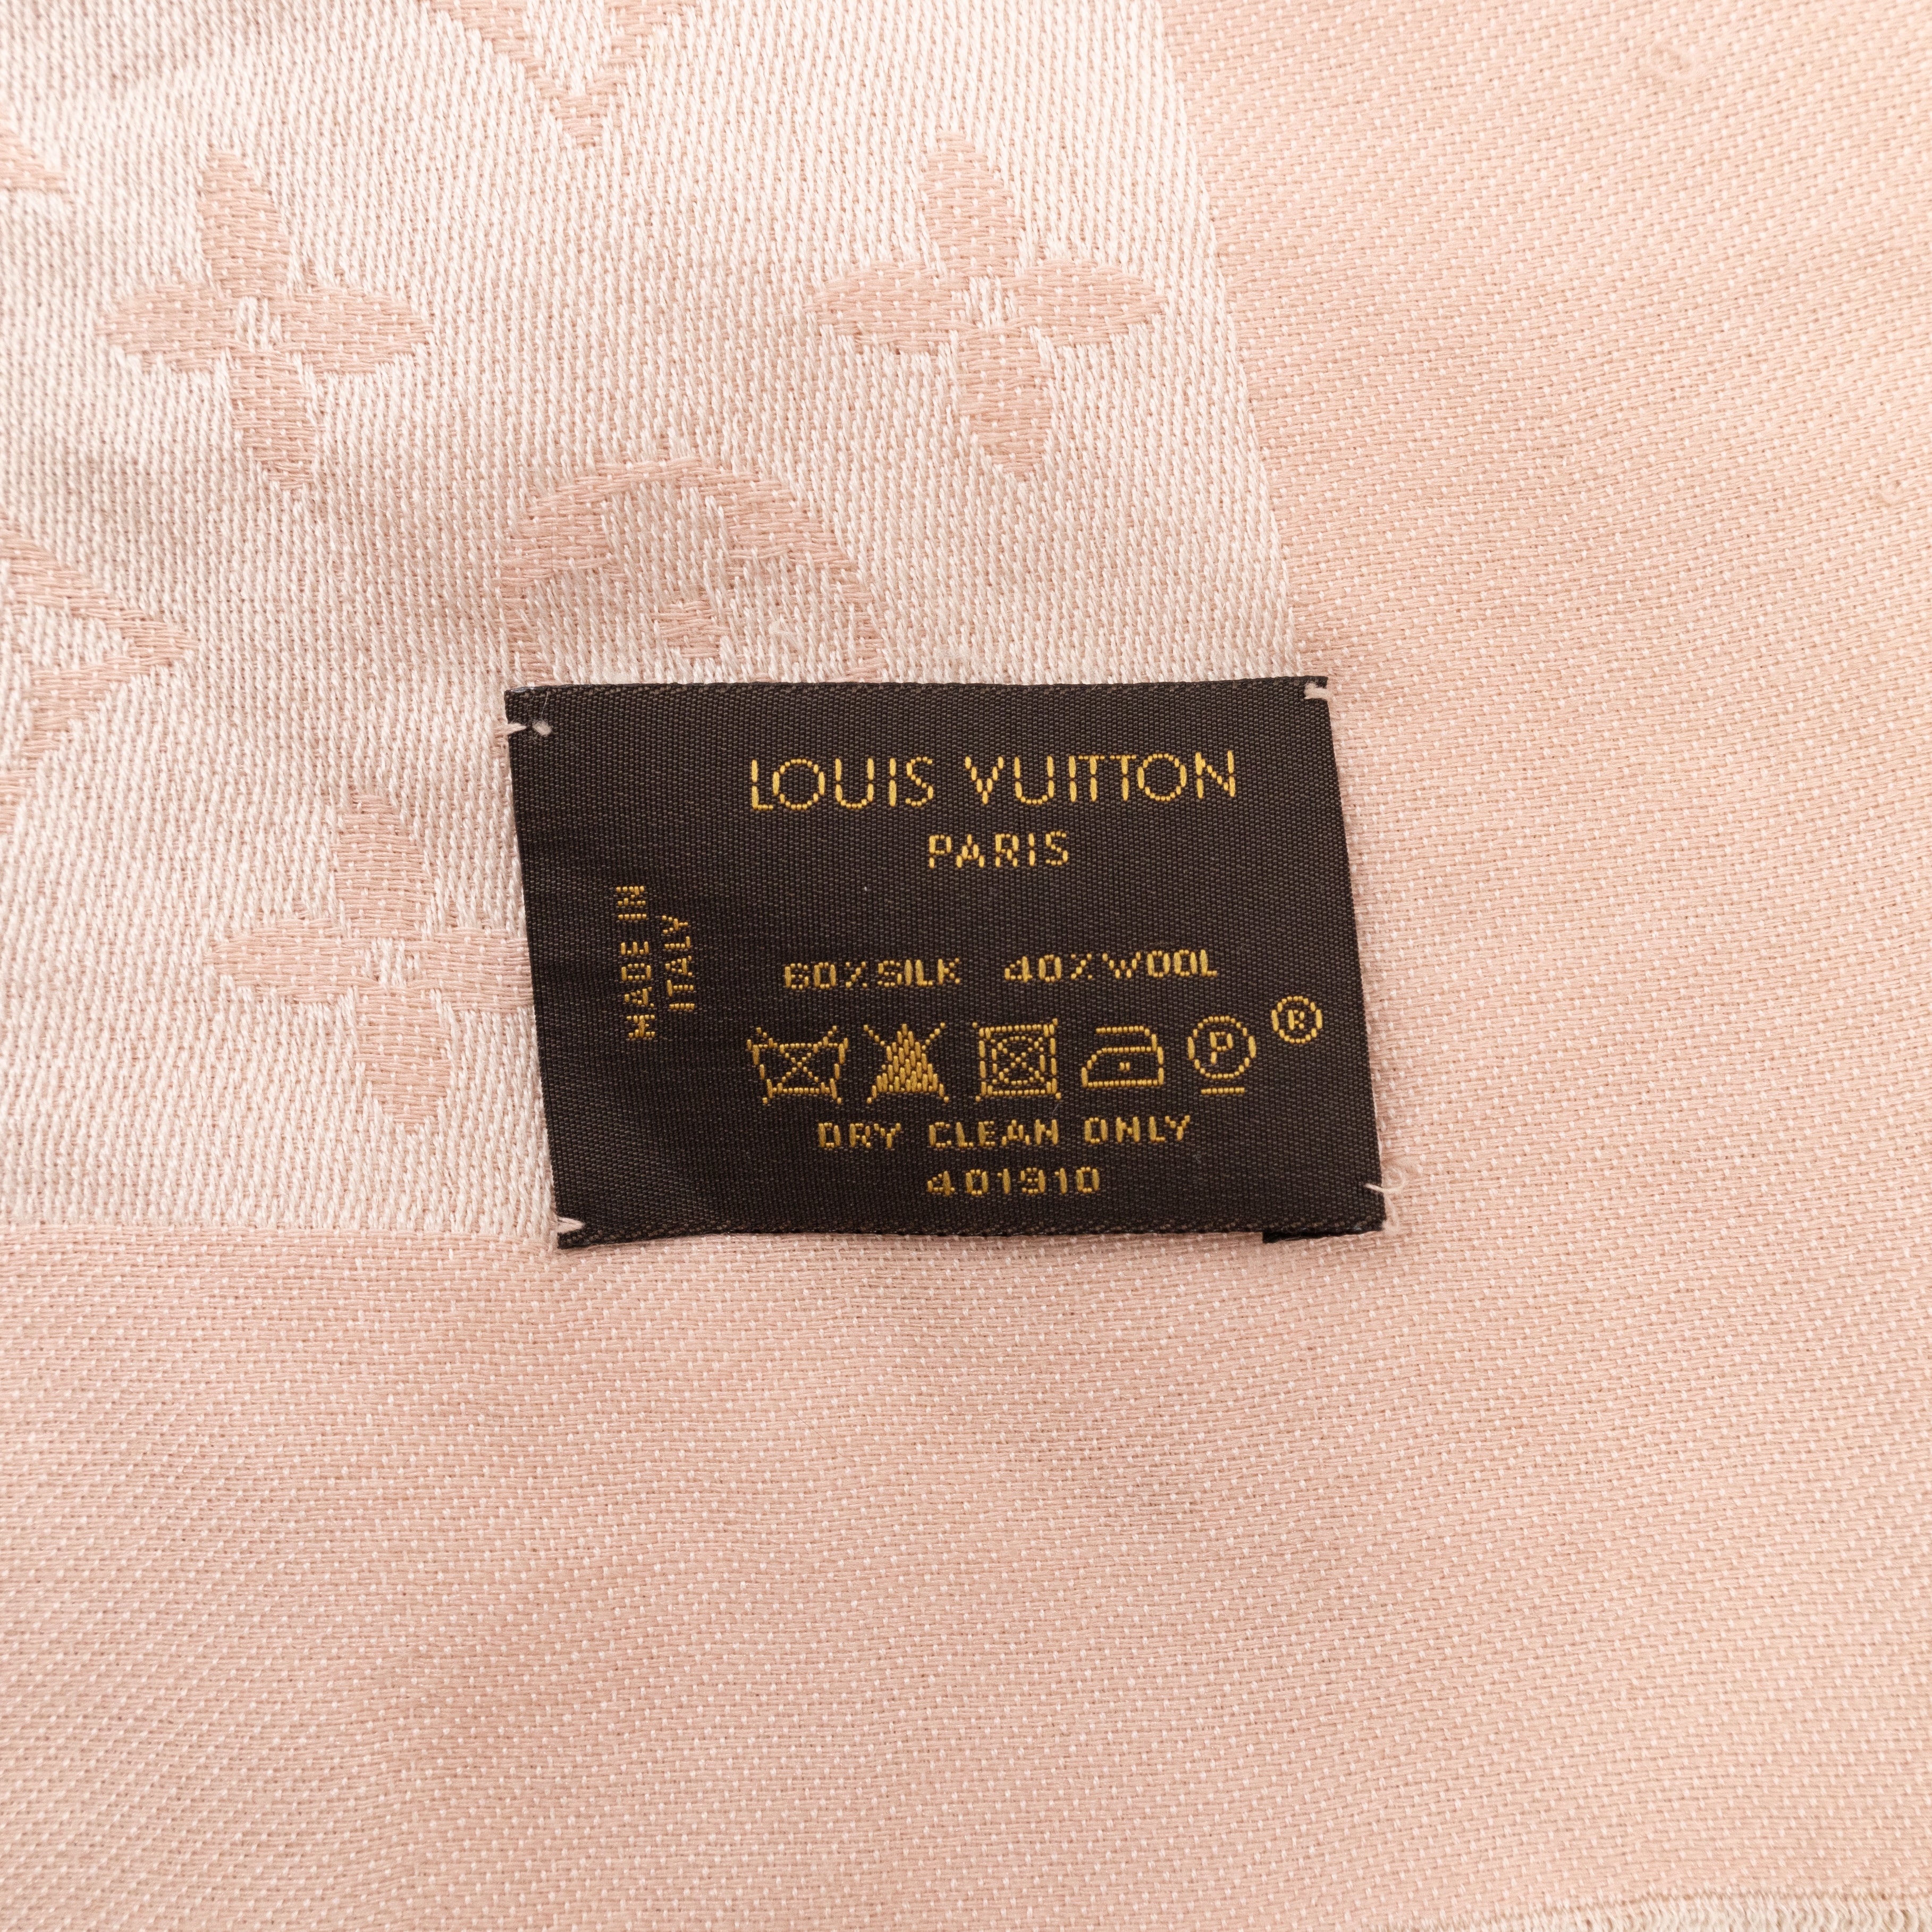 LOUIS VUITTON
PARIS
MADE IN
ITALY
60%SILK 40%WOOL
P
®
DRY CLEAN ONLY
401910